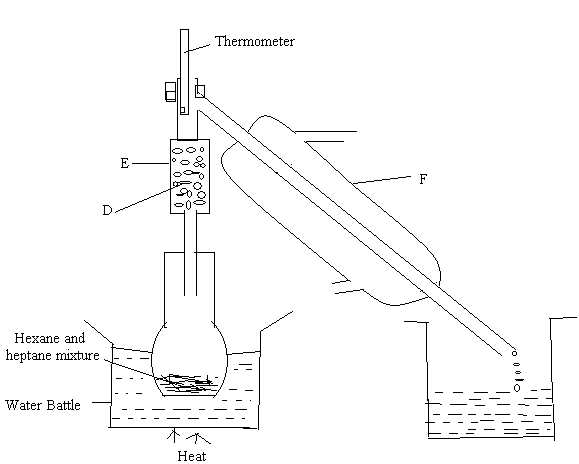 Thermometer
E
F
D
Hexane and
heptane mixture
Water Battle
Heat